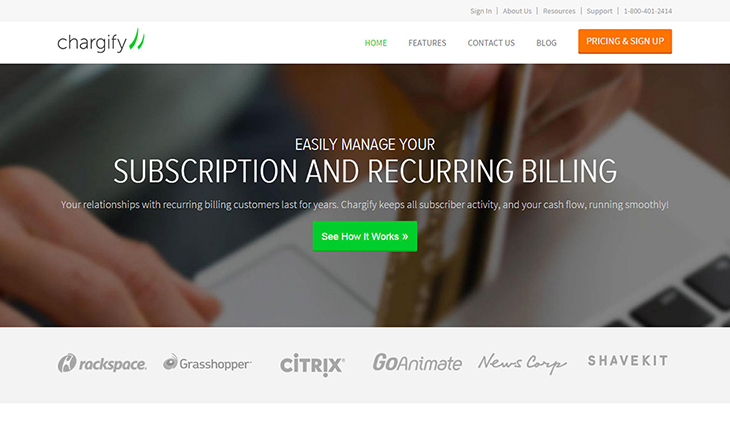 Sign In | About Us | Resources | Support | 1-800-401-2414
chargify
HOME FEATURES CONTACT US BLOG PRICING & SIGN UP
EASILY MANAGE YOUR
SUBSCRIPTION AND RECURRING BILLING
Your relationships with recurring billing customers last for years. Chargify keeps all subscriber activity, and your cash flow, running smoothly!
See How It Works »
rackspace. Grasshopper CITRIX® GoAnimate News Corp SHAVEKIT